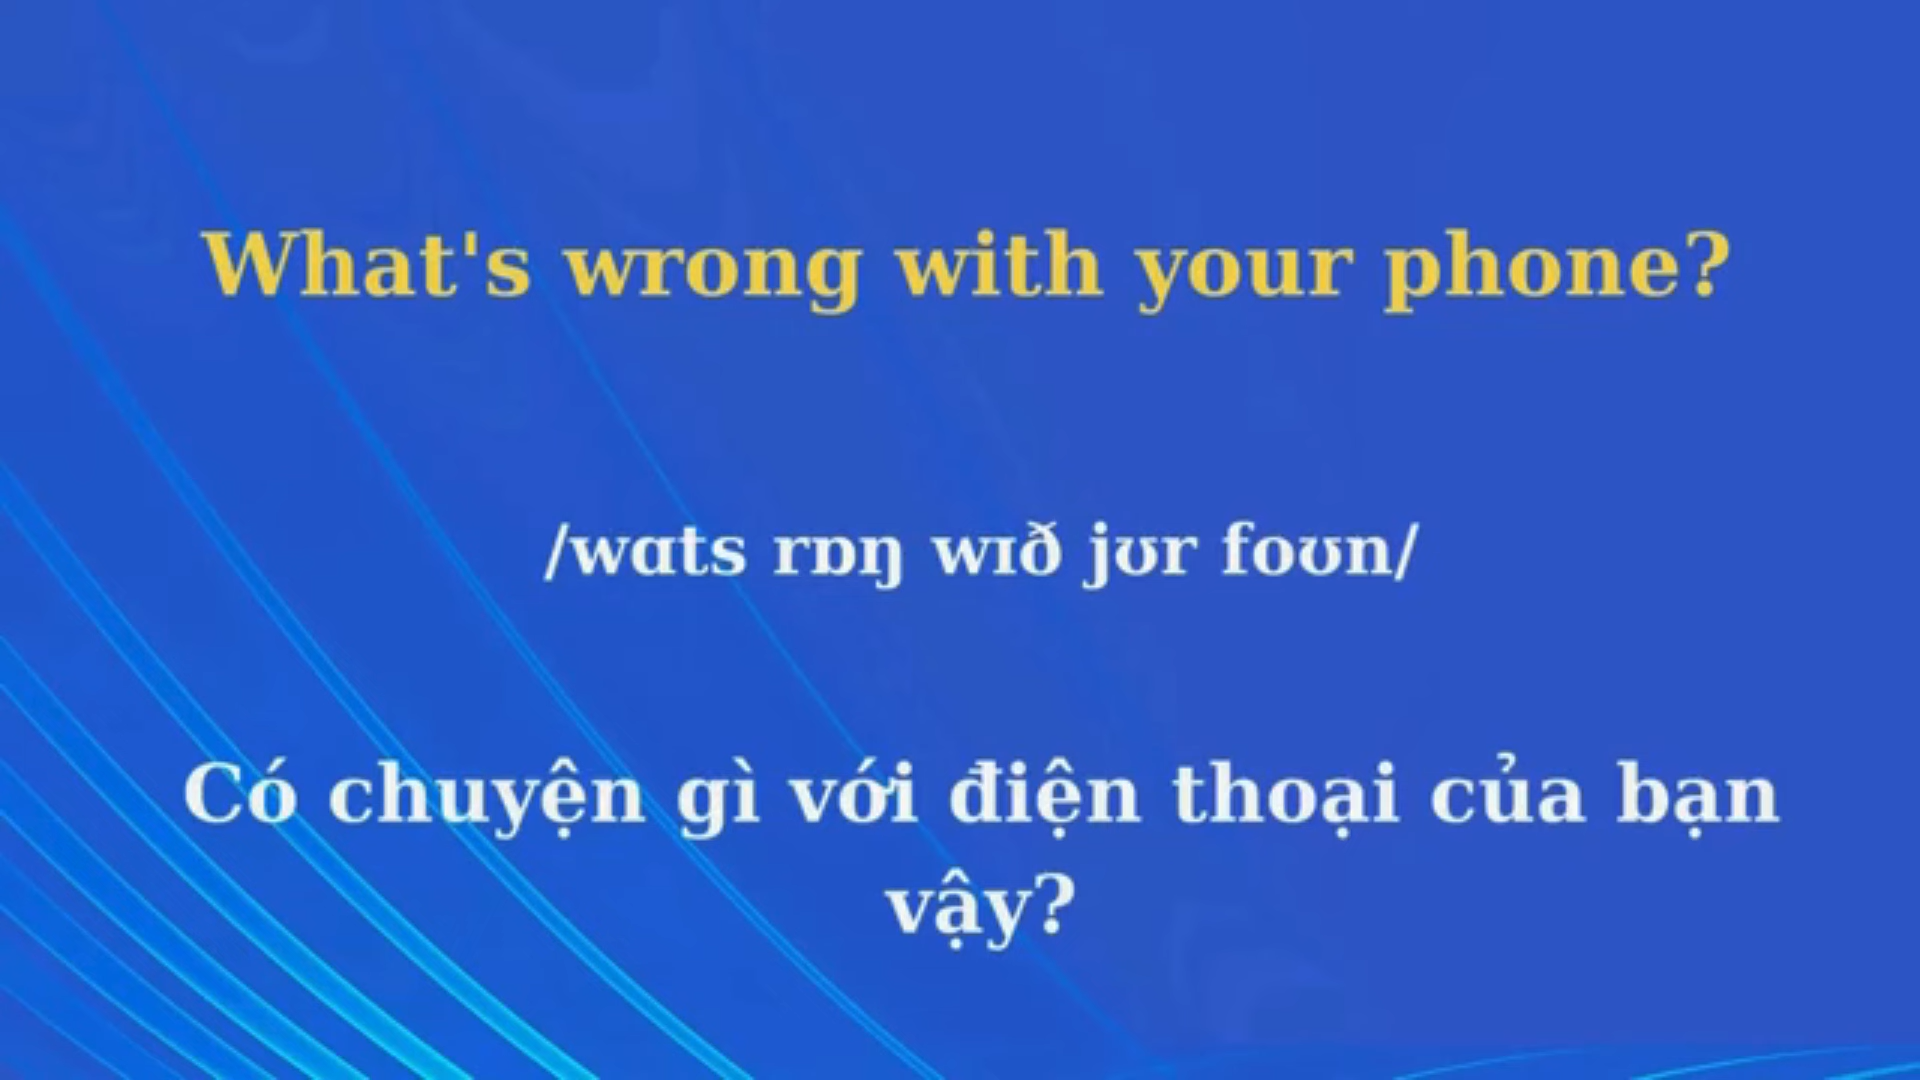 What's wrong with your phone?
/wɑts rɒŋ wɪð jʊr foʊn/
Có chuyện gì với điện thoại của bạn
vậy?